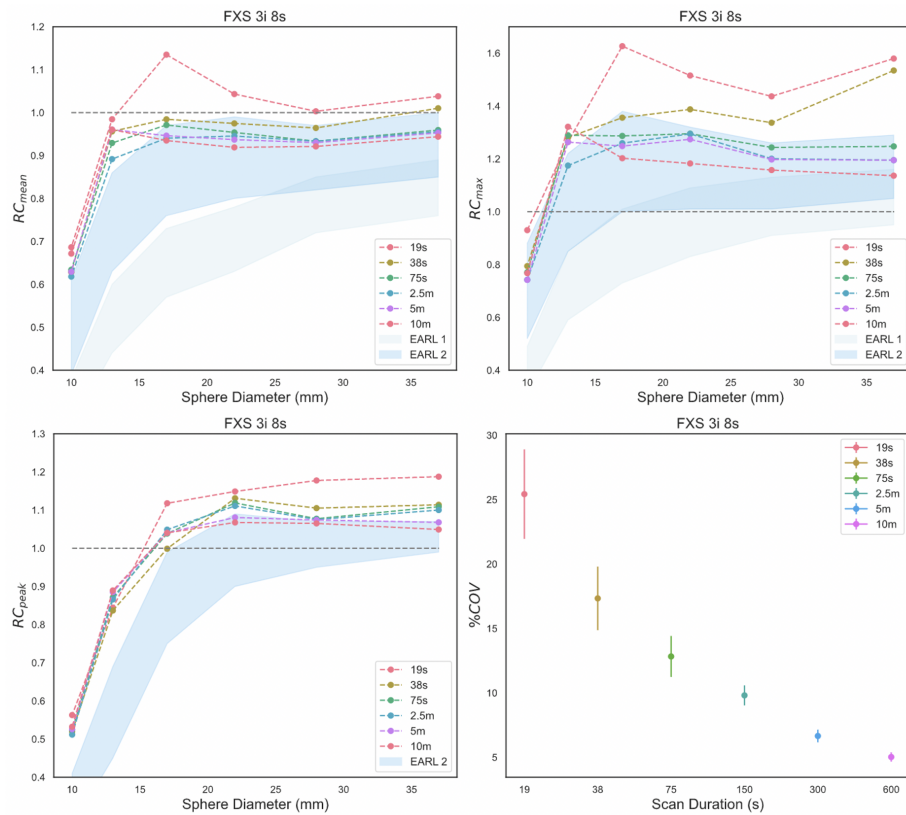 FXS 3i 8s
1.2
1.1
1.0
0.9
0.8
0.7
0.6
0.5
0.4
RC_mean
10
15
20
25
30
35
Sphere Diameter (mm)
19s
38s
75s
2.5m
5m
10m
EARL 1
EARL 2
FXS 3i 8s
1.6
1.4
1.2
1.0
0.8
0.6
0.4
RC_max
10
15
20
25
30
35
Sphere Diameter (mm)
19s
38s
75s
2.5m
5m
10m
EARL 1
EARL 2
FXS 3i 8s
1.3
1.2
1.1
1.0
0.9
0.8
0.7
0.6
0.5
0.4
RC_peak
10
15
20
25
30
35
Sphere Diameter (mm)
19s
38s
75s
2.5m
5m
10m
EARL 2
FXS 3i 8s
30
25
20
15
10
5
%COV
19
38
75
150
300
600
Scan Duration (s)
19s
38s
75s
2.5m
5m
10m